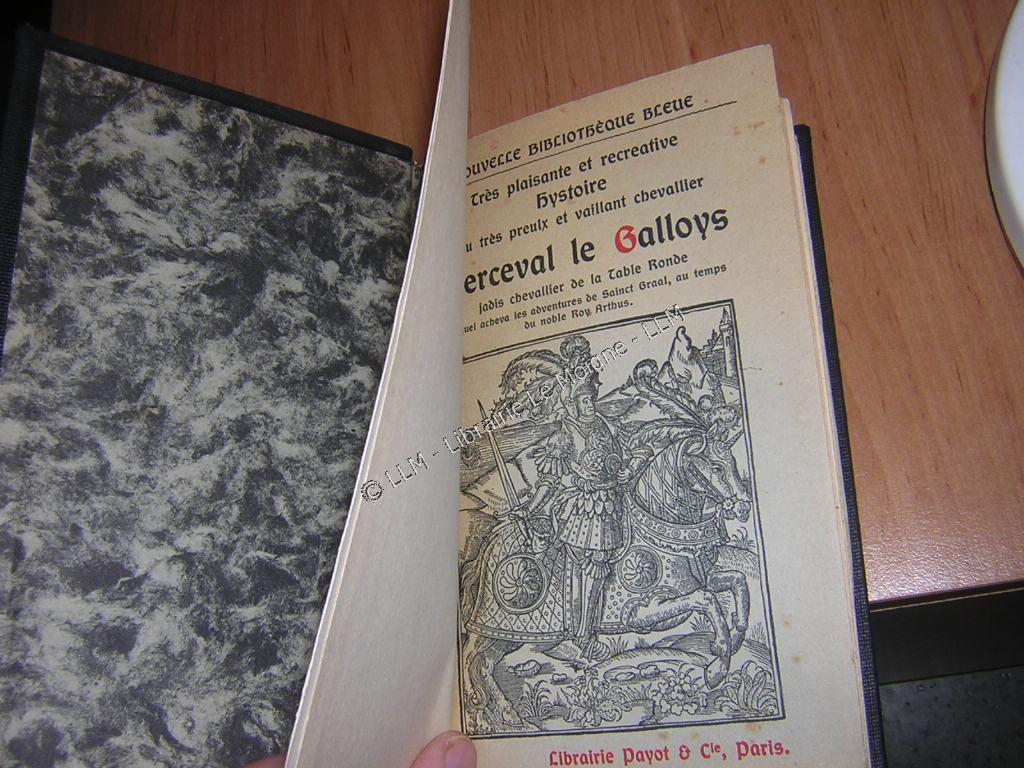 OUVELLE BIBLIOTHÈQUE BLEUE
Très plaisante et recreative
Hystoire
u très preulx et vaillant chevallier
erceval le Galloys
jadis chevallier de la Table Ronde
uel acheva les adventures de Sainct Graal, au temps
du noble Roy Arthus.
© LLM - Librairie Le Moine - LLM
Librairie Payot & Cie, Paris.